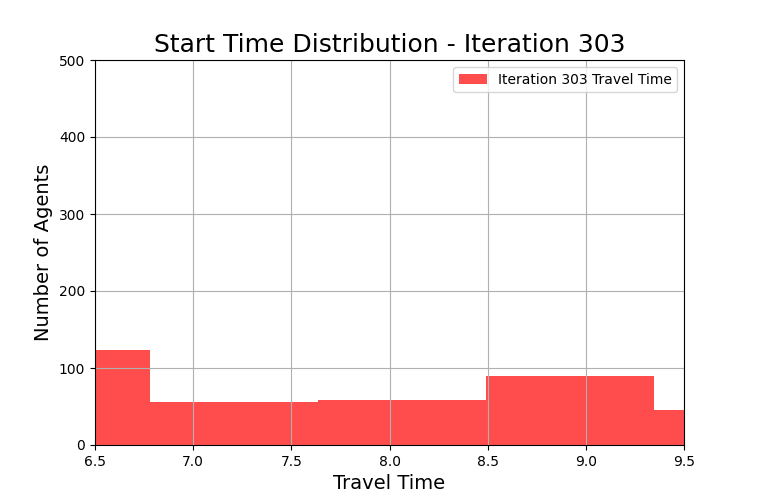 Start Time Distribution - Iteration 303
Iteration 303 Travel Time
Number of Agents
500
400
300
200
100
0
6.5 7.0 7.5 8.0 8.5 9.0 9.5
Travel Time